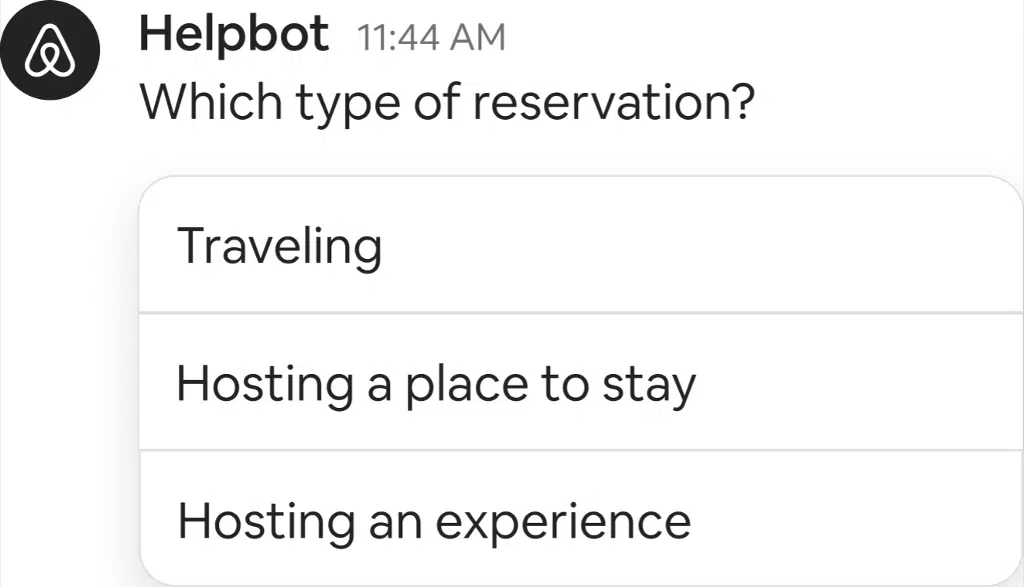 Helpbot 11:44 AM
Which type of reservation?
Traveling
Hosting a place to stay
Hosting an experience